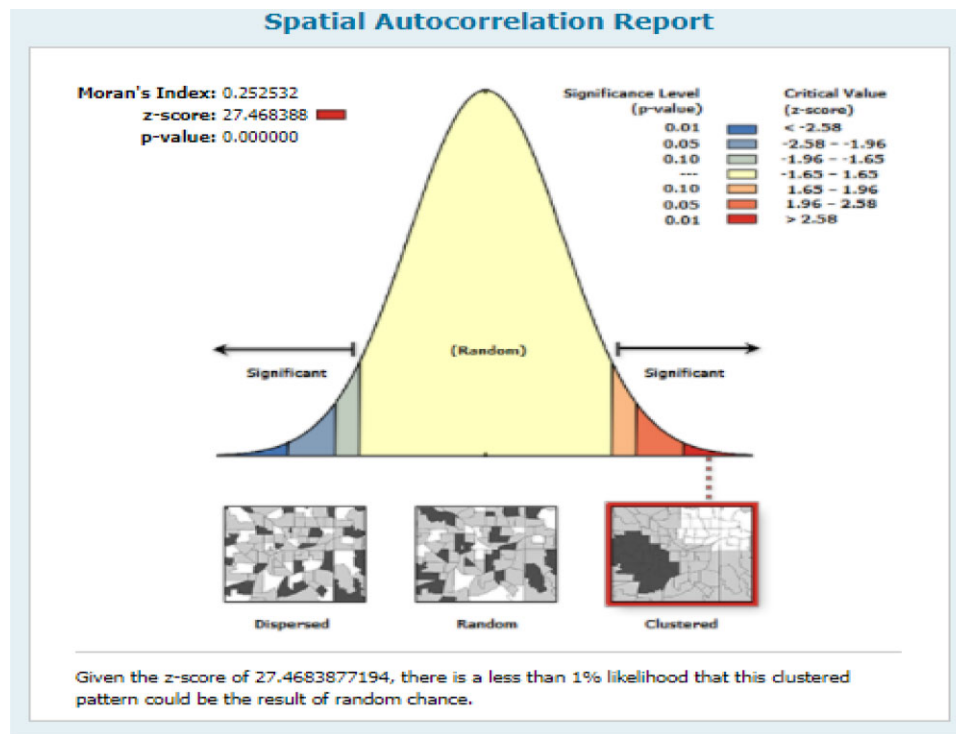 Spatial Autocorrelation Report
Moran's Index: 0.252532
z-score: 27.468388
p-value: 0.000000
Significance Level
(p-value)
Critical Value
(z-score)
0.01 < -2.58
0.05 -2.58 - -1.96
0.10 -1.96 - -1.65
--- -1.65 - 1.65
0.10 1.65 - 1.96
0.05 1.96 - 2.58
0.01 > 2.58
(Random)
Significant Significant
Dispersed Random Clustered
Given the z-score of 27.4683877194, there is a less than 1% likelihood that this clustered
pattern could be the result of random chance.